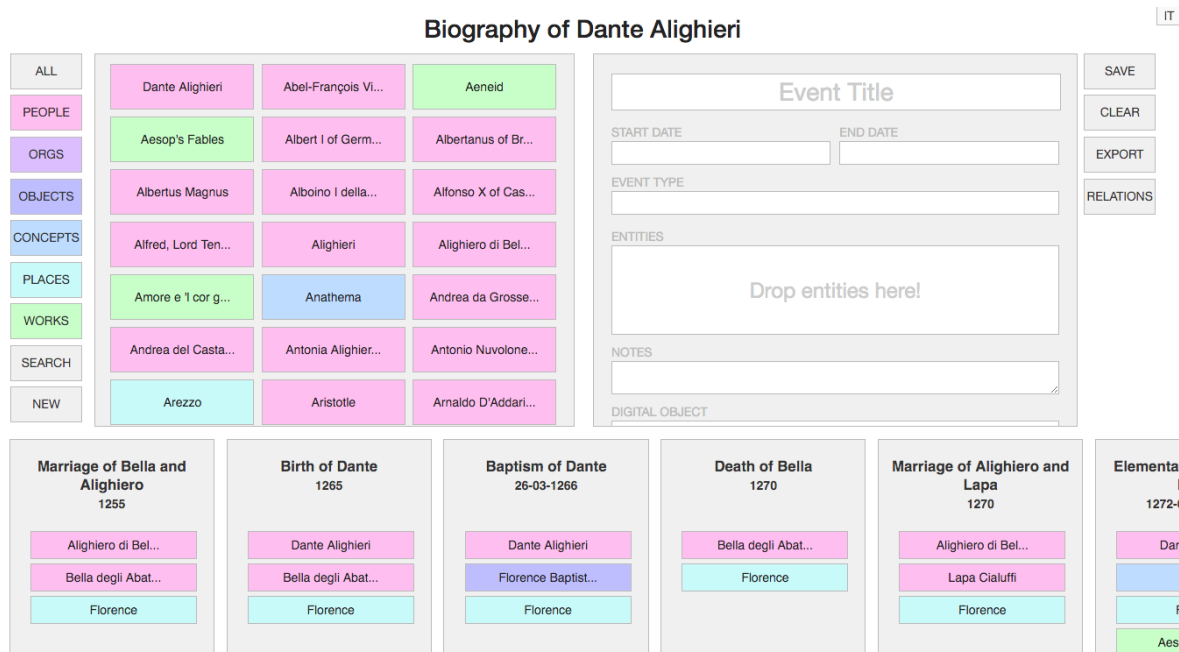 IT
Biography of Dante Alighieri
ALL
PEOPLE
ORGS
OBJECTS
CONCEPTS
PLACES
WORKS
SEARCH
NEW
Dante Alighieri
Abel-François Vi...
Aeneid
Aesop's Fables
Albert I of Germ...
Albertanus of Br...
Albertus Magnus
Alboino I della...
Alfonso X of Cas...
Alfred, Lord Ten...
Alighieri
Alighiero di Bel...
Amore e 'l cor g...
Anathema
Andrea da Grosse...
Andrea del Casta...
Antonia Alighier...
Antonio Nuvolone...
Arezzo
Aristotle
Arnaldo D'Addari...
Event Title
START DATE
END DATE
EVENT TYPE
ENTITIES
Drop entities here!
NOTES
DIGITAL OBJECT
SAVE
CLEAR
EXPORT
RELATIONS
Marriage of Bella and
Alighiero
1255
Alighiero di Bel...
Bella degli Abat...
Florence
Birth of Dante
1265
Dante Alighieri
Bella degli Abat...
Florence
Baptism of Dante
26-03-1266
Dante Alighieri
Florence Baptist...
Florence
Death of Bella
1270
Bella degli Abat...
Florence
Marriage of Alighiero and
Lapa
1270
Alighiero di Bel...
Lapa Cialuffi
Florence
Elementa
1272-
Dar
Aes